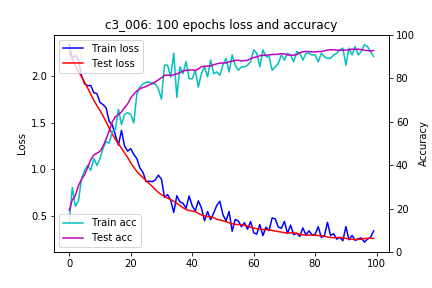 c3_006: 100 epochs loss and accuracy
Train loss
Test loss
Train acc
Test acc
Loss
2.0
1.5
1.0
0.5
Accuracy
100
80
60
40
20
0
0
20
40
60
80
100